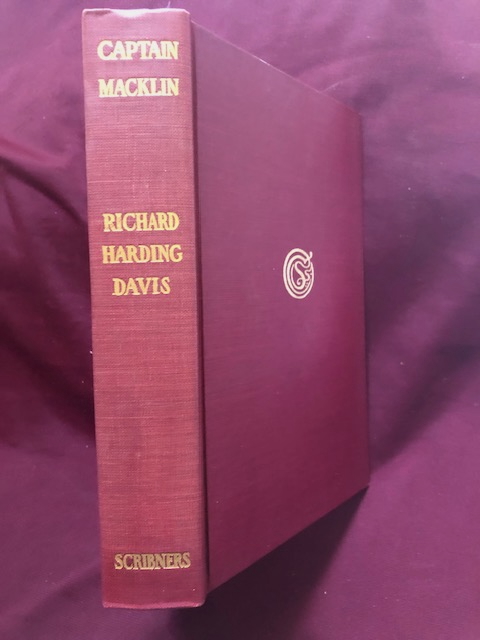 CAPTAIN
MACKLIN
RICHARD
HARDING
DAVIS
SCRIBNERS